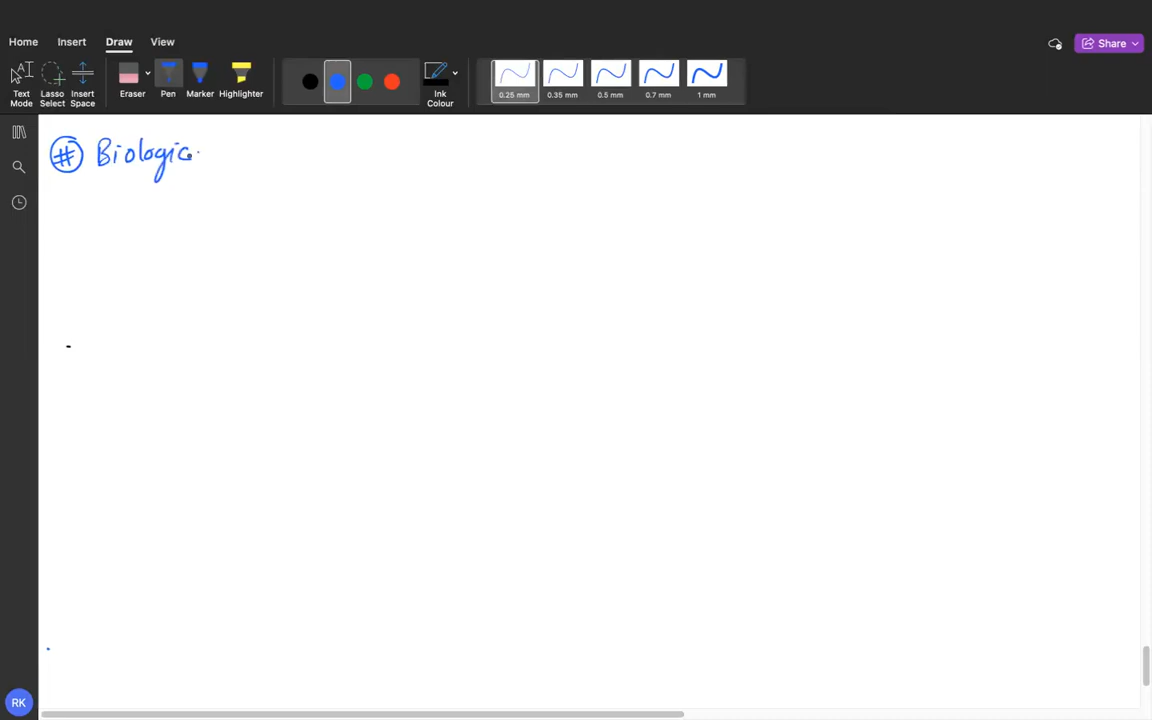 Home Insert Draw View
Share
Text Mode
Lasso Select
Insert Space
Eraser
Pen
Marker
Highlighter
Ink Colour
0.25 mm
0.35 mm
0.5 mm
0.7 mm
1 mm
# Biologica
RK